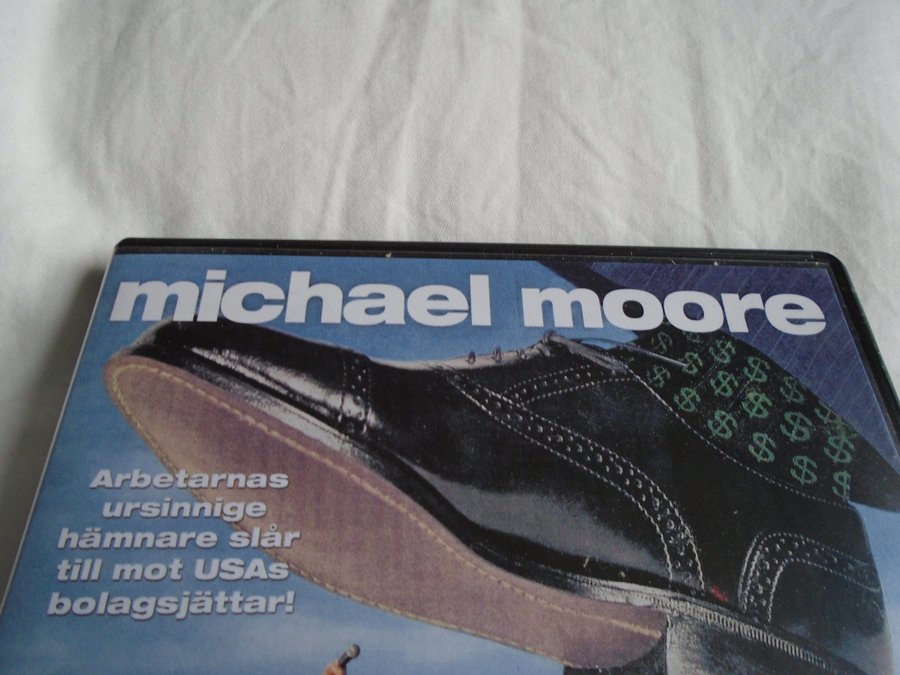 michael moore
Arbetarnas
ursinnige
hämnare slår
till mot USAs
bolagsjättar!